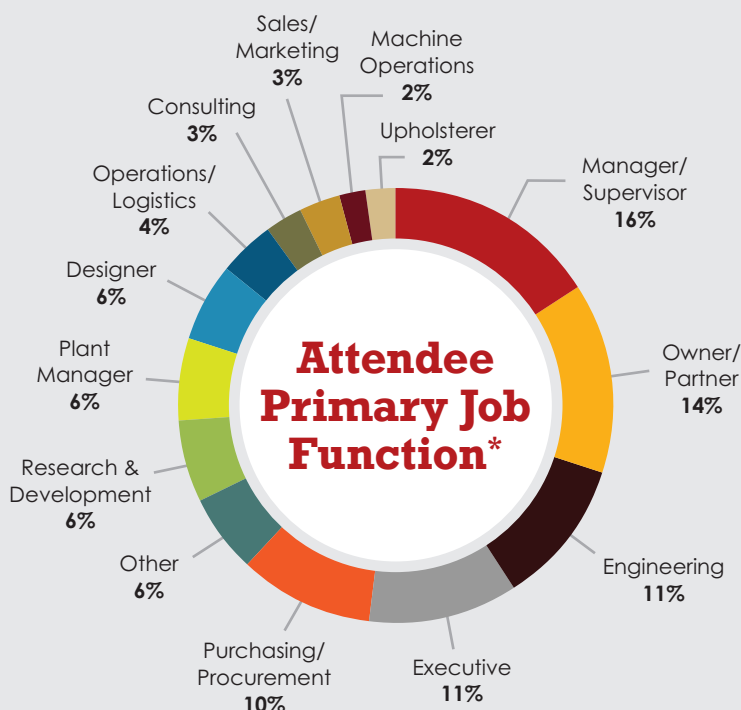 Attendee
Primary Job
Function*
Manager/
Supervisor
16%
Owner/
Partner
14%
Engineering
11%
Executive
11%
Purchasing/
Procurement
10%
Other
6%
Research &
Development
6%
Plant
Manager
6%
Designer
6%
Operations/
Logistics
4%
Consulting
3%
Sales/
Marketing
3%
Machine
Operations
2%
Upholsterer
2%